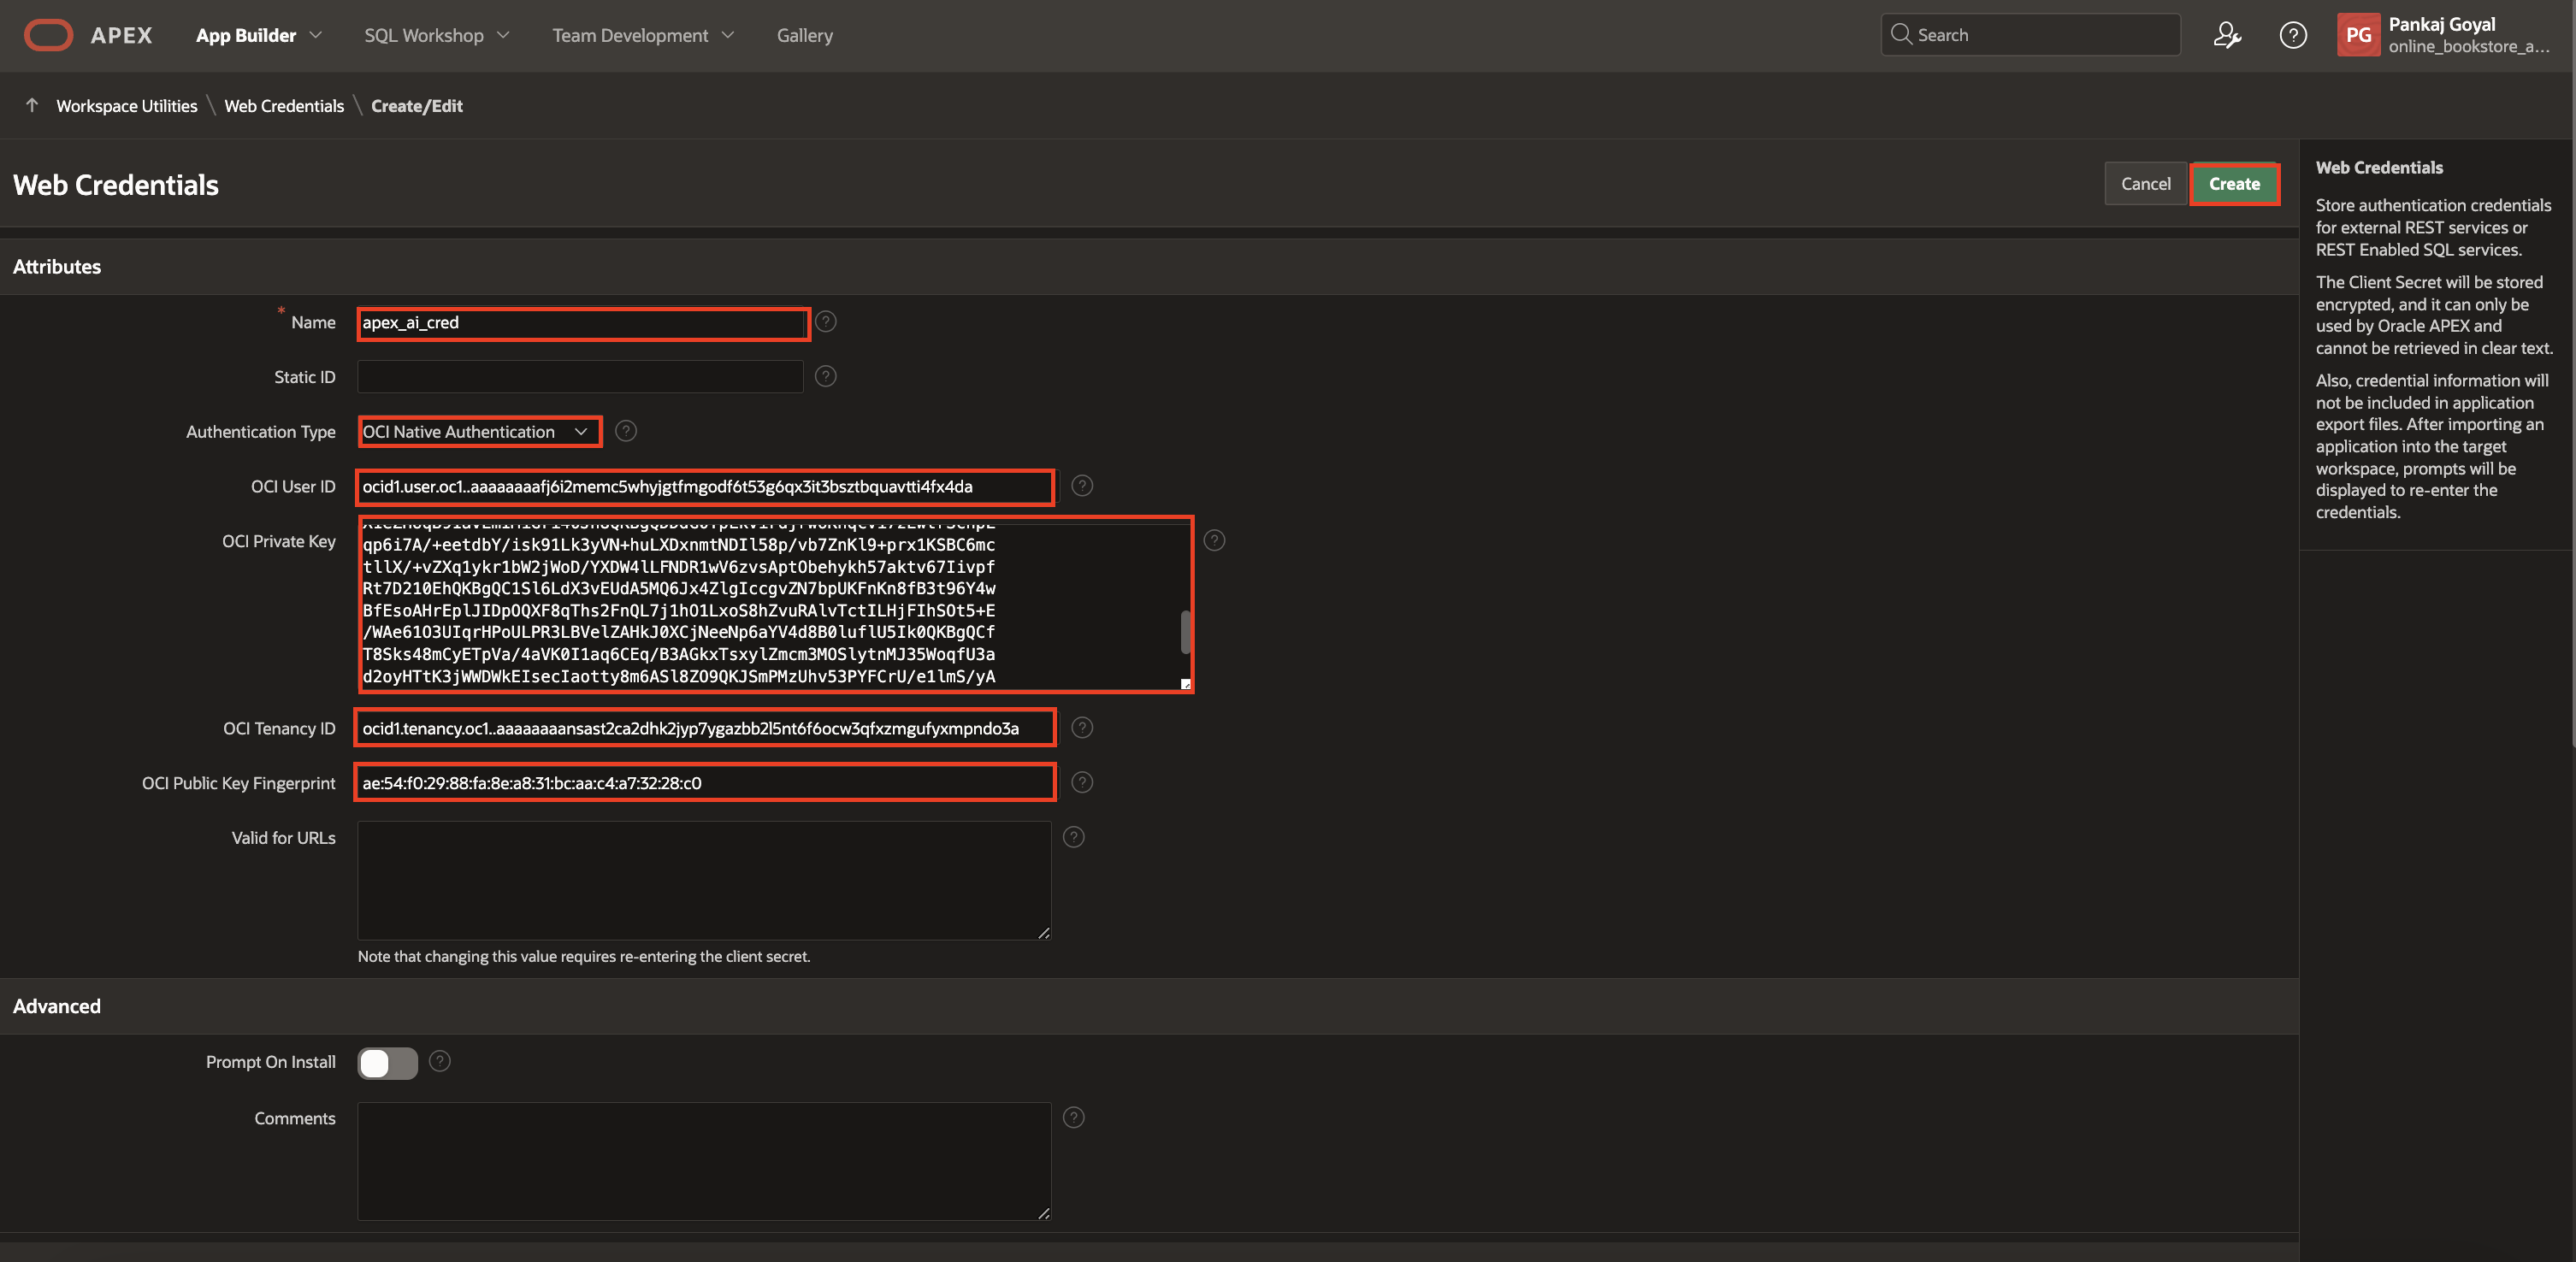 APEX
App Builder
SQL Workshop
Team Development
Gallery
Search
PG
Pankaj Goyal
online_bookstore_a...
Workspace Utilities \ Web Credentials \ Create/Edit
Web Credentials
Cancel
Create
Attributes
* Name
apex_ai_cred
Static ID
Authentication Type
OCI Native Authentication
OCI User ID
ocid1.user.oc1..aaaaaaaafj6i2memc5whyjgtfmgodf6t53g6qx3it3bsztbquavtti4fx4da
OCI Private Key
qp6i7A/+eetdbY/isk91Lk3yVN+huLXDxnmtNDIl58p/vb7ZnKl9+prx1KSBC6mc
tllX/+vZXq1ykr1bW2jWoD/YXDW4lLFNDR1wV6zvsAptObehykh57aktv67Iivpf
Rt7D210EhQKBgQC1Sl6LdX3vEUdA5MQ6Jx4ZlgIccgvZN7bpUKFnKn8fB3t96Y4w
BfEsoAHrEplJIDpOQXF8qThs2FnQL7j1hO1LxoS8hZvuRAlvTctILHjFIhSOt5+E
/WAe61O3UIqrHPoULPR3LBVelZAHkJ0XCjNeeNp6aYV4d8B0luflU5Ik0QKBgQCf
T8Sks48mCyETpVa/4aVK0I1aq6CEq/B3AGkxTsxylZmcm3MOSlytnMJ35WoqfU3a
d2oyHTtK3jWWDWkEIsecIaotty8m6ASl8ZO9QKJSmPMzUhv53PYFCrU/e1lmS/yA
OCI Tenancy ID
ocid1.tenancy.oc1..aaaaaaaansast2ca2dhk2jyp7ygazbb2l5nt6f6ocw3qfxzmgufyxmpndo3a
OCI Public Key Fingerprint
ae:54:f0:29:88:fa:8e:a8:31:bc:aa:c4:a7:32:28:c0
Valid for URLs
Note that changing this value requires re-entering the client secret.
Advanced
Prompt On Install
Comments
Web Credentials
Store authentication credentials
for external REST services or
REST Enabled SQL services.
The Client Secret will be stored
encrypted, and it can only be
used by Oracle APEX and
cannot be retrieved in clear text.
Also, credential information will
not be included in application
export files. After importing an
application into the target
workspace, prompts will be
displayed to re-enter the
credentials.